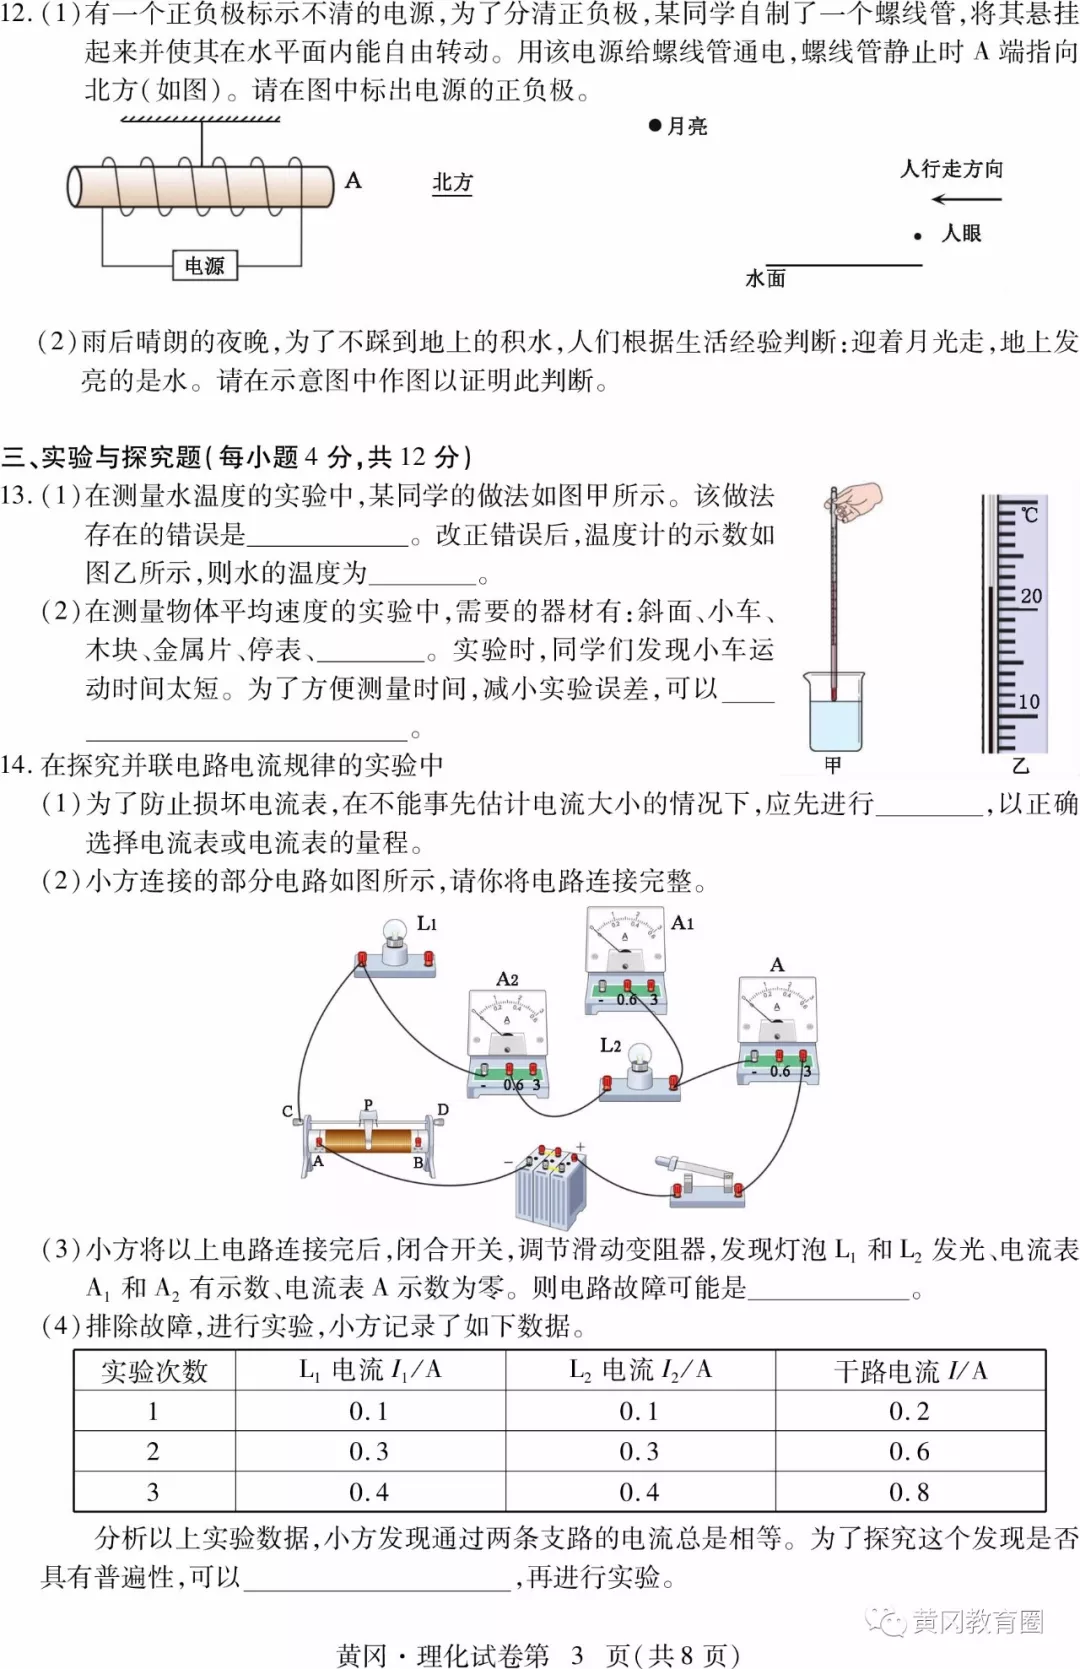 12. (1)有一个正负极标示不清的电源,为了分清正负极,某同学自制了一个螺线管,将其悬挂
起来并使其在水平面内能自由转动。用该电源给螺线管通电,螺线管静止时 A 端指向
北方(如图)。请在图中标出电源的正负极。
A
北方
电源
月亮
人行走方向
人眼
水面
(2)雨后晴朗的夜晚,为了不踩到地上的积水,人们根据生活经验判断:迎着月光走,地上发
亮的是水。请在示意图中作图以证明此判断。
三、实验与探究题(每小题 4 分,共 12 分)
13. (1)在测量水温度的实验中,某同学的做法如图甲所示。该做法
存在的错误是____________。改正错误后,温度计的示数如
图乙所示,则水的温度为________。
(2)在测量物体平均速度的实验中,需要的器材有:斜面、小车、
木块、金属片、停表、________。实验时,同学们发现小车运
动时间太短。为了方便测量时间,减小实验误差,可以____
________________________。
℃
20
10
甲
乙
14. 在探究并联电路电流规律的实验中
(1)为了防止损坏电流表,在不能事先估计电流大小的情况下,应先进行________,以正确
选择电流表或电流表的量程。
(2)小方连接的部分电路如图所示,请你将电路连接完整。
L1
A2
A1
A
L2
- 0.6 3
- 0.6 3
- 0.6 3
C P D
A B
- +
(3)小方将以上电路连接完后,闭合开关,调节滑动变阻器,发现灯泡 L₁ 和 L₂ 发光、电流表
A₁ 和 A₂ 有示数、电流表 A 示数为零。则电路故障可能是____________。
(4)排除故障,进行实验,小方记录了如下数据。
实验次数 L₁ 电流 I₁/A L₂ 电流 I₂/A 干路电流 I/A
1 0.1 0.1 0.2
2 0.3 0.3 0.6
3 0.4 0.4 0.8
分析以上实验数据,小方发现通过两条支路的电流总是相等。为了探究这个发现是否
具有普遍性,可以____________________,再进行实验。
黄冈教育圈
黄冈·理化试卷第 3 页(共 8 页)